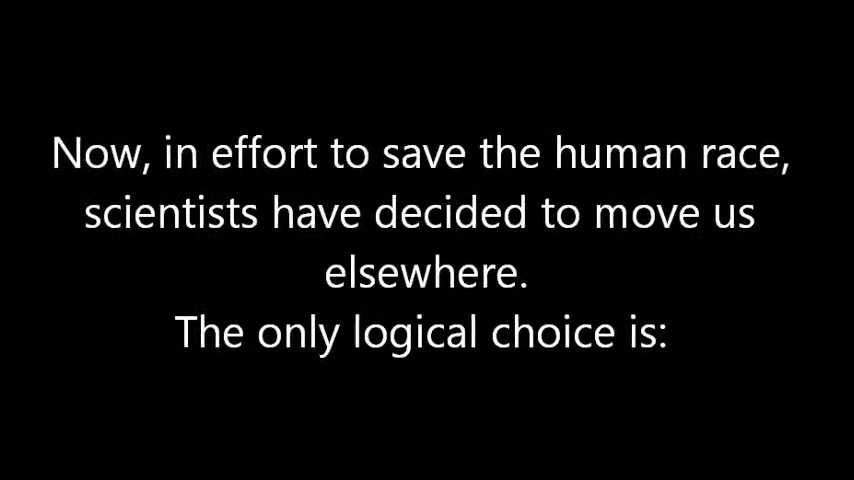 Now, in effort to save the human race,
scientists have decided to move us
elsewhere.
The only logical choice is: